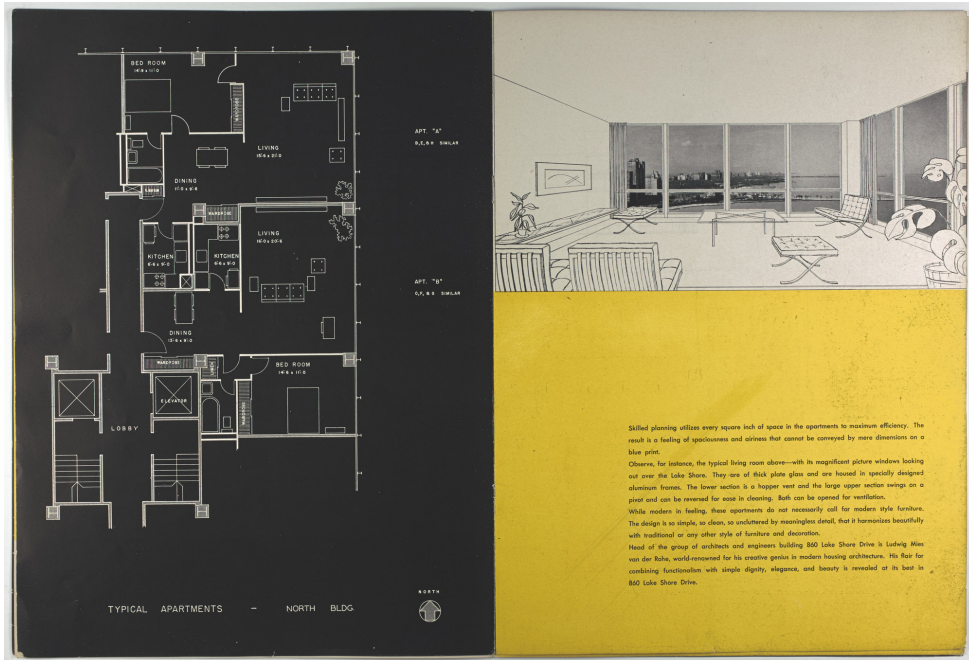 BED ROOM
WARDROBE
APT. "A"
B, E, & H SIMILAR
LIVING
DINING
LINEN
WARDROBE
LIVING
KITCHEN
KITCHEN
APT. "B"
DINING
WARDROBE
BED ROOM
LINEN
WARDROBE
ELEVATOR
LOBBY
TYPICAL APARTMENTS - NORTH BLDG.
NORTH
Skilled planning utilizes every square inch of space in the apartments to maximum efficiency. The
result is a feeling of spaciousness and airiness that cannot be conveyed by mere dimensions on a
blue print.
Observe, for instance, the typical living room above—with its magnificent picture windows looking
out over the Lake Shore. They are of thick plate glass and are housed in specially designed
aluminum frames. The lower section is a hopper vent and the large upper section swings on a
pivot and can be reversed for ease in cleaning. Both can be opened for ventilation.
While modern in feeling, these apartments do not necessarily call for modern style furniture.
The design is so simple, so clean, so uncluttered by meaningless detail, that it harmonizes beautifully
with traditional or any other style of furniture and decoration.
Head of the group of architects and engineers building 860 Lake Shore Drive is Ludwig Mies
van der Rohe, world-renowned for his creative genius in modern housing architecture. His flair for
combining functionalism with simple dignity, elegance, and beauty is revealed at its best in
860 Lake Shore Drive.